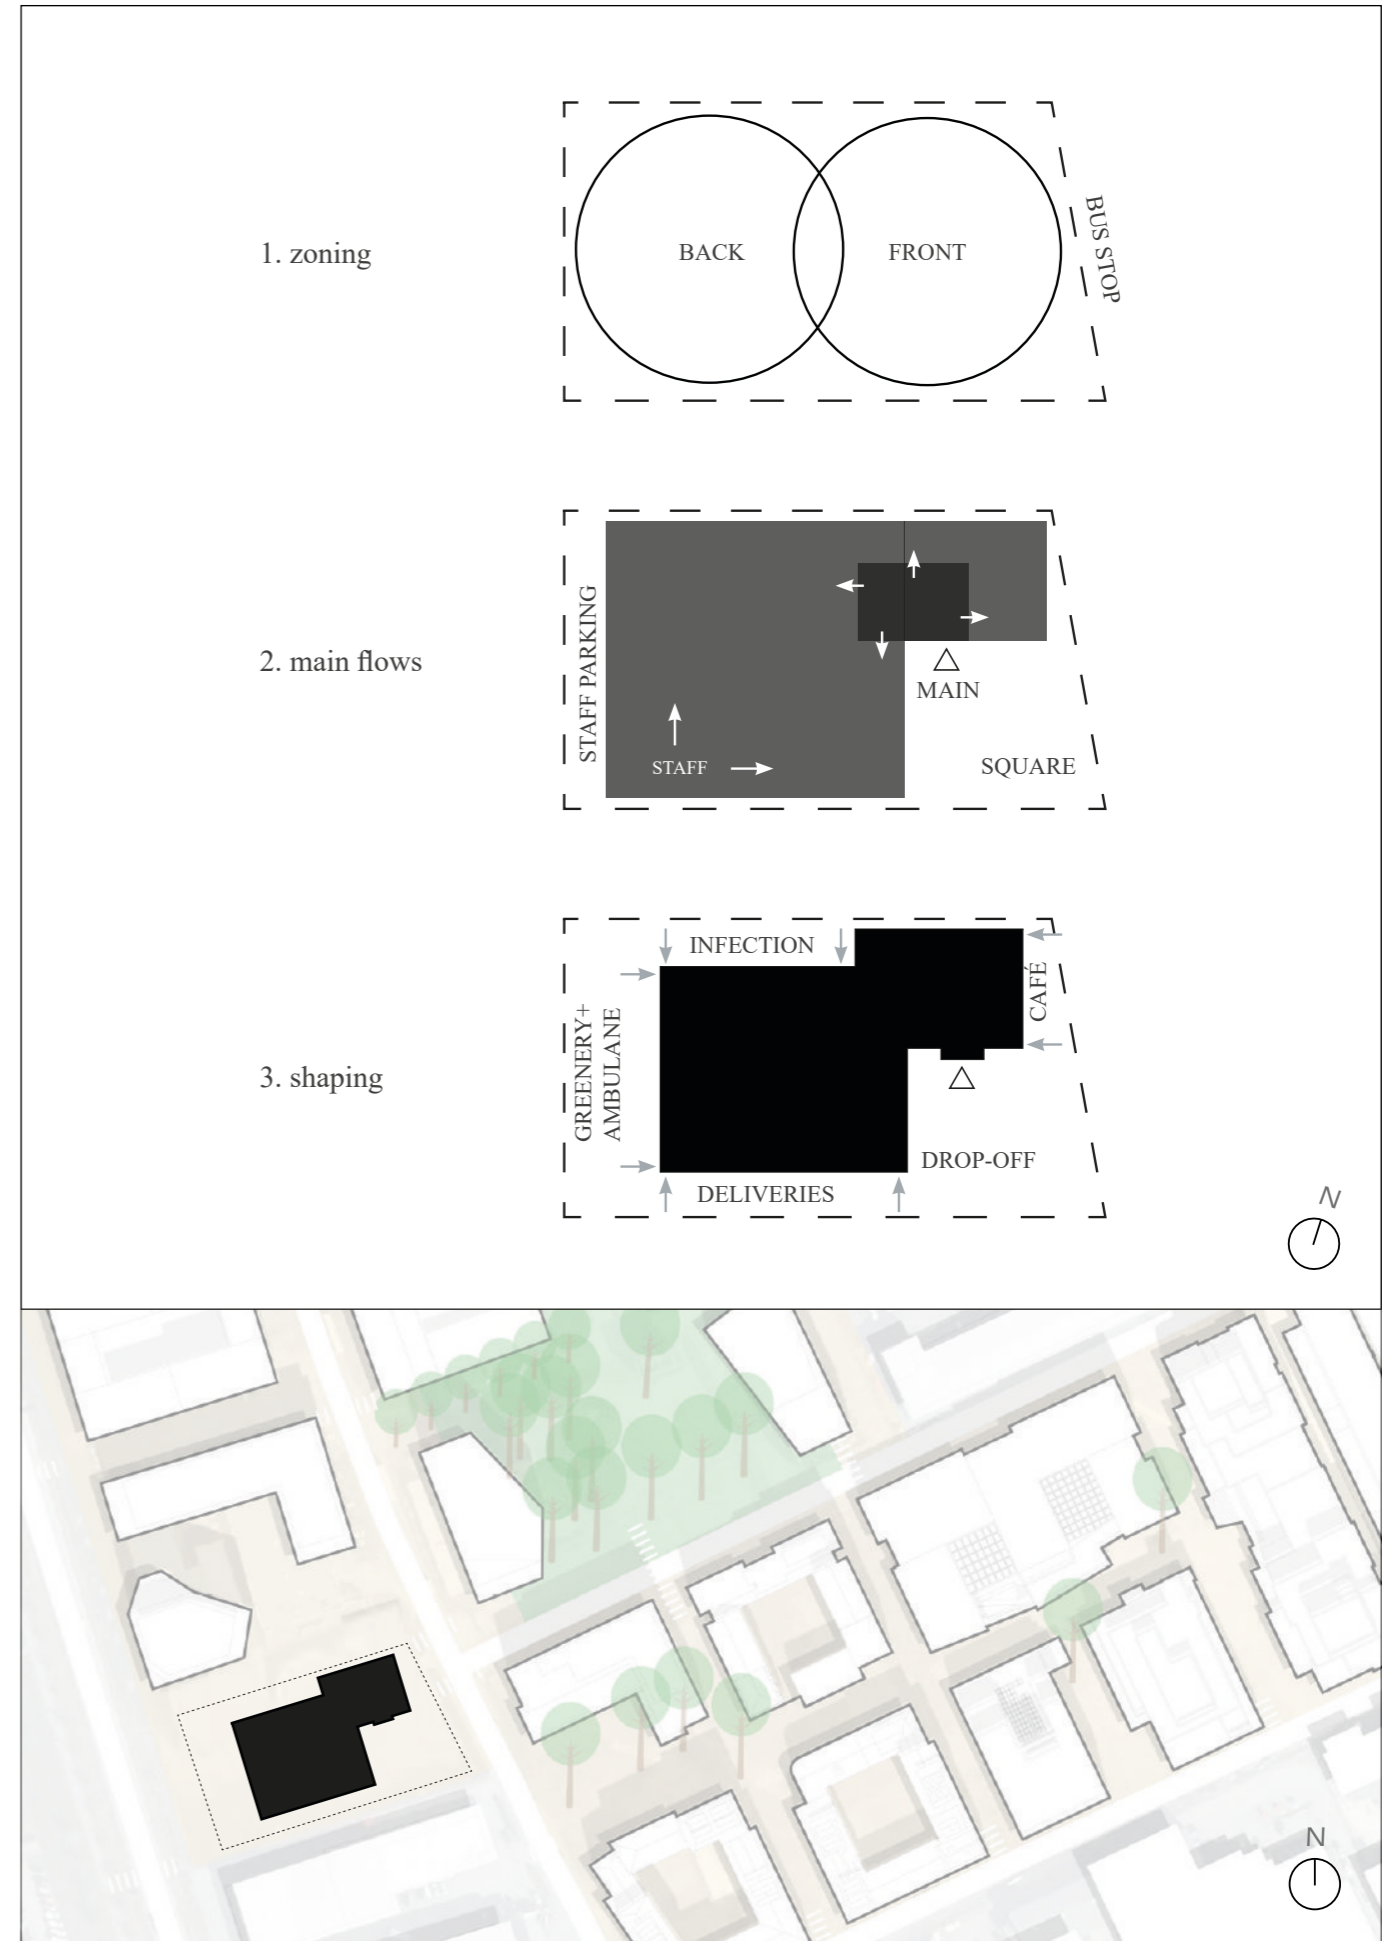 1. zoning
BACK
FRONT
BUS STOP
2. main flows
STAFF PARKING
MAIN
STAFF
SQUARE
3. shaping
INFECTION
GREENERY+
AMBULANE
CAFÉ
DROP-OFF
DELIVERIES
N
N